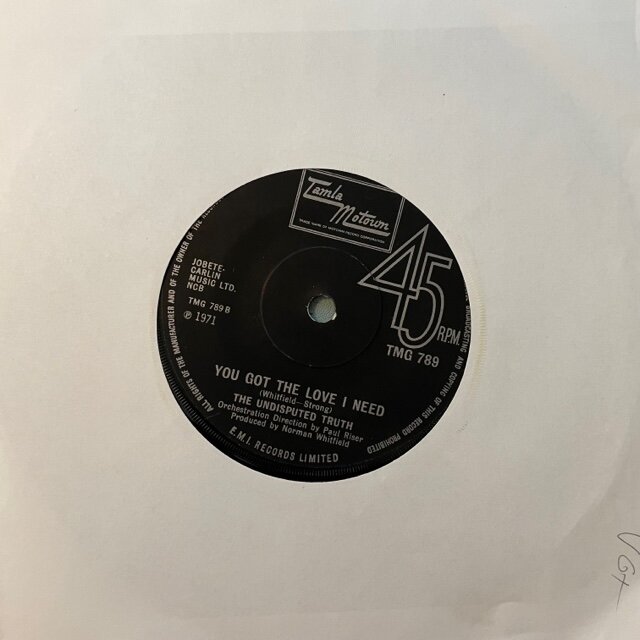 Tamla
Motown
TRADE MARK OF MOTOWN RECORD CORPORATION
45
R.P.M.
TMG 789
JOBETE-
CARLIN
MUSIC LTD.
NCB
TMG 789 B
℗ 1971
YOU GOT THE LOVE I NEED
(Whitfield—Strong)
THE UNDISPUTED TRUTH
Orchestration Direction by Paul Riser
Produced by Norman Whitfield
E.M.I. RECORDS LIMITED
ALL RIGHTS OF THE MANUFACTURER AND OF THE OWNER OF THE
BROADCASTING AND COPYING OF THIS RECORD PROHIBITED
VG+